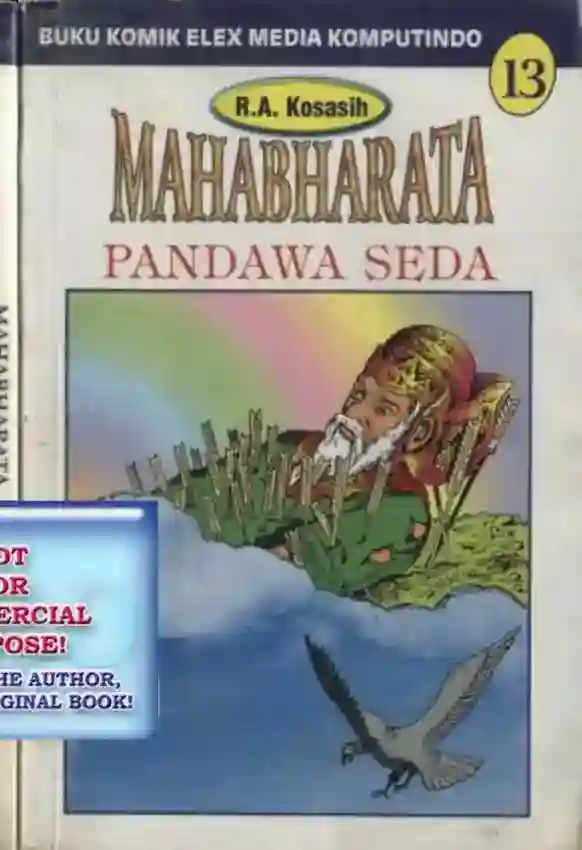 BUKU KOMIK ELEX MEDIA KOMPUTINDO
13
R.A. Kosasih
MAHABHARATA
PANDAWA SEDA
MAHABHARATA
OT
OR
ERCIAL
POSE!
HE AUTHOR,
GINAL BOOK!